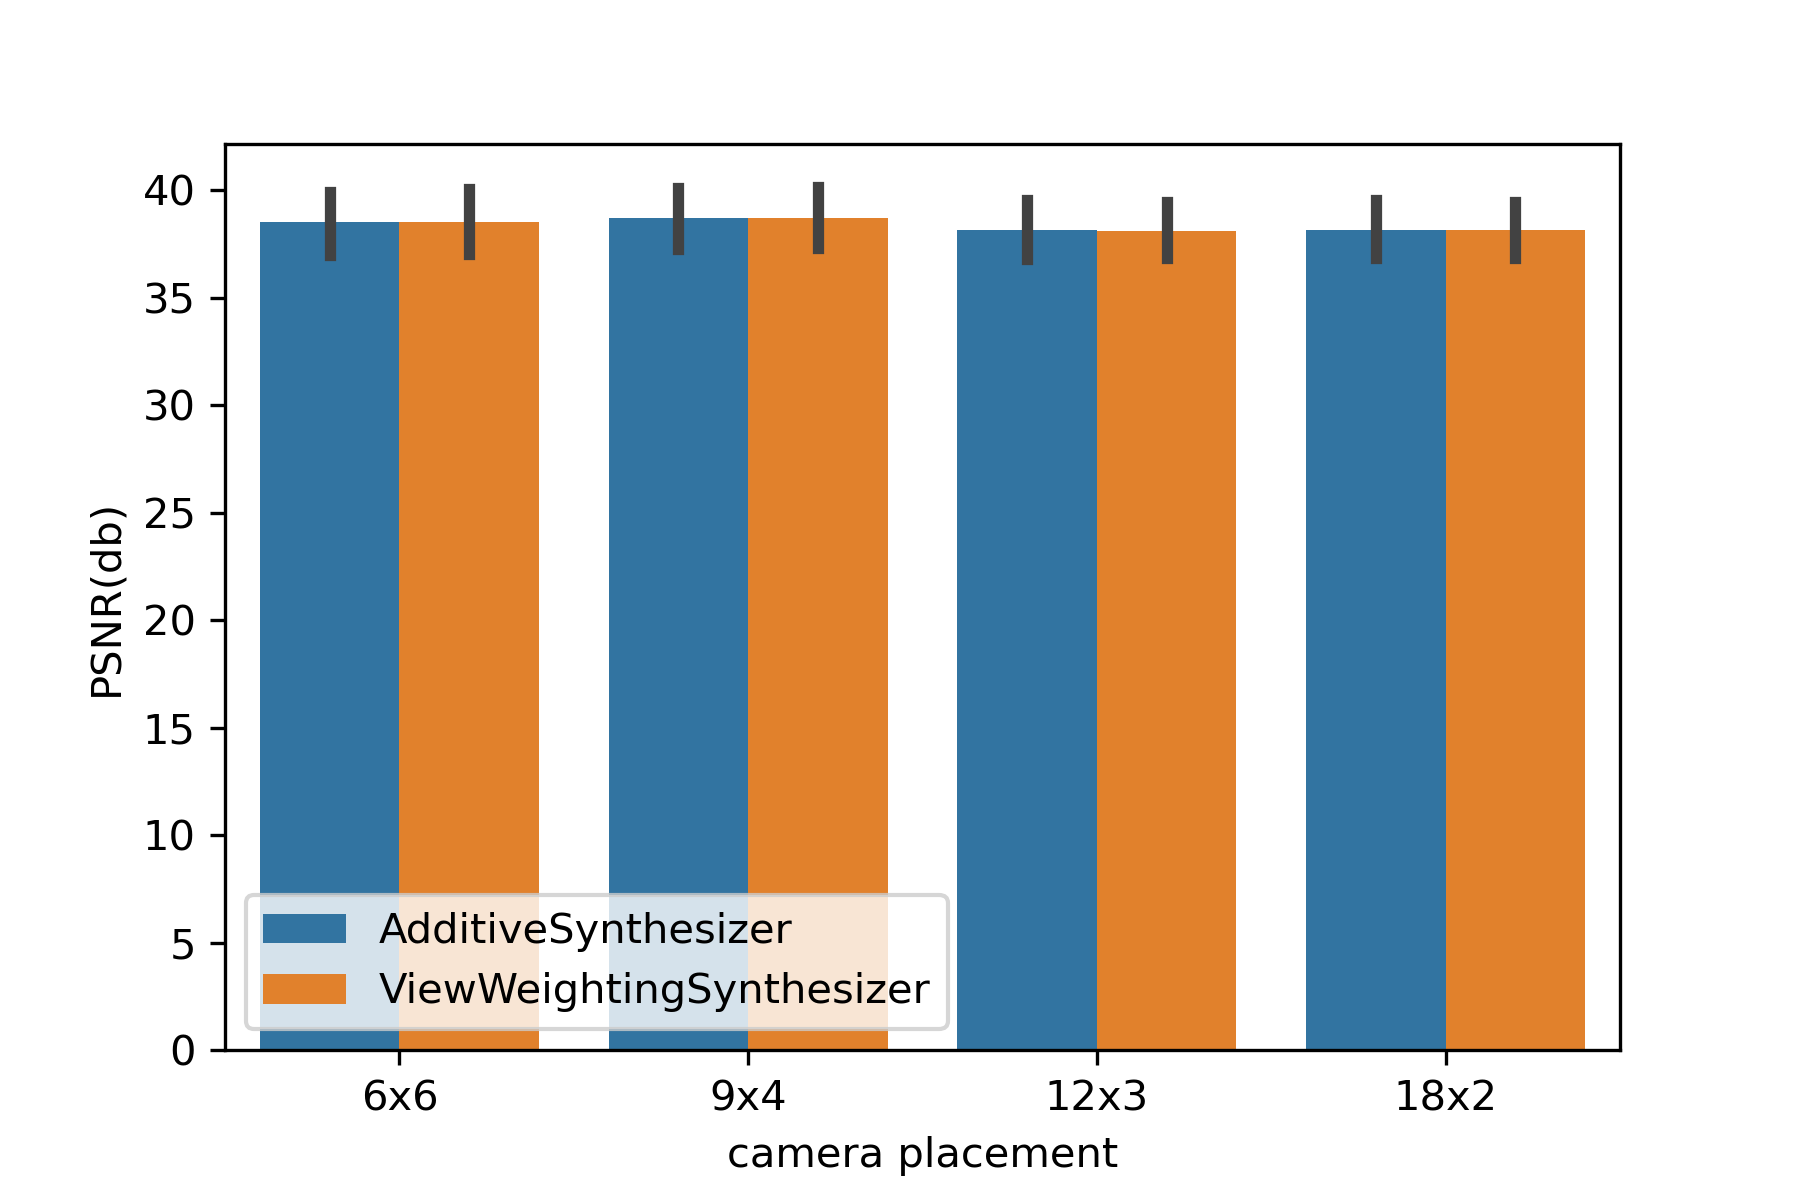 40
35
30
25
20
15
10
5
0
PSNR(db)
AdditiveSynthesizer
ViewWeightingSynthesizer
6x6 9x4 12x3 18x2
camera placement